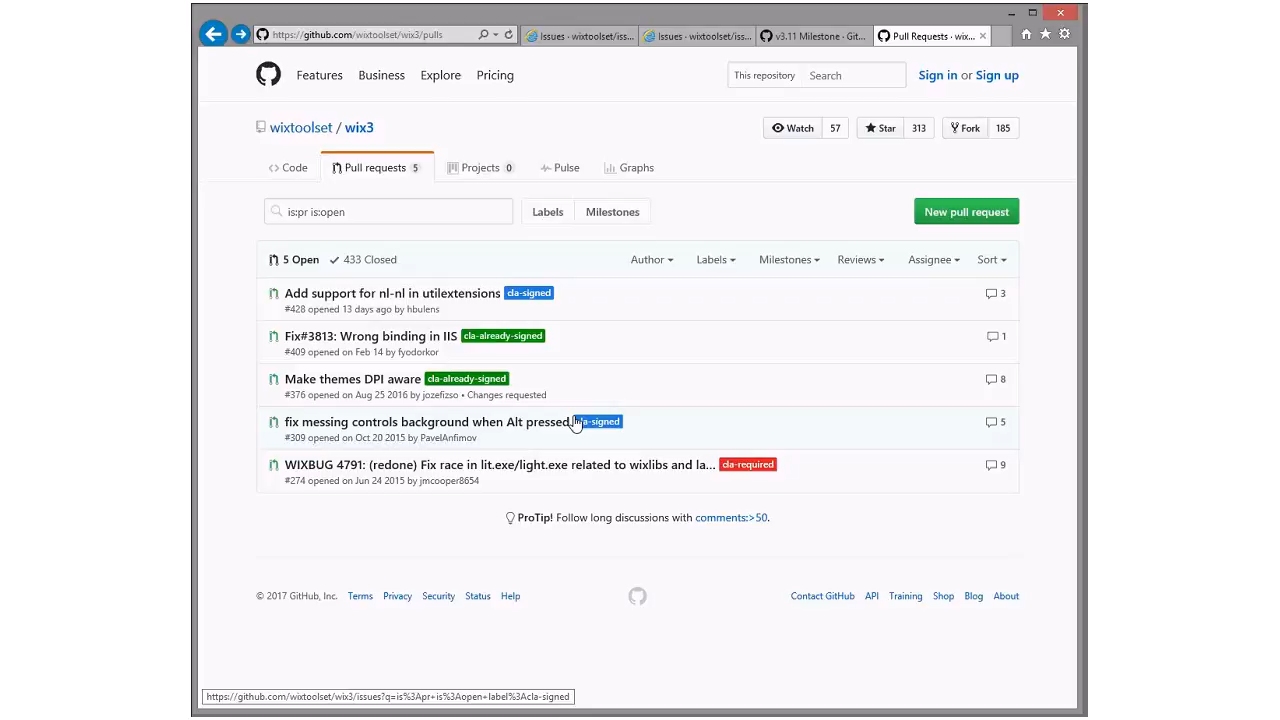 https://github.com/wixtoolset/wix3/pulls
Issues · wixtoolset/iss...
Issues · wixtoolset/iss...
v3.11 Milestone · Git...
Pull Requests · wix...
Features Business Explore Pricing
This repository Search
Sign in or Sign up
wixtoolset / wix3
Watch 57 Star 313 Fork 185
Code Pull requests 5 Projects 0 Pulse Graphs
is:pr is:open Labels Milestones New pull request
5 Open 433 Closed Author Labels Milestones Reviews Assignee Sort
Add support for nl-nl in utilextensions cla-signed 3
#428 opened 13 days ago by hbulens
Fix#3813: Wrong binding in IIS cla-already-signed 1
#409 opened on Feb 14 by fyodorkor
Make themes DPI aware cla-already-signed 8
#376 opened on Aug 25 2016 by jozefizso • Changes requested
fix messing controls background when Alt pressed. cla-signed 5
#309 opened on Oct 20 2015 by PavelAnfimov
WIXBUG 4791: (redone) Fix race in lit.exe/light.exe related to wixlibs and la... cla-required 9
#274 opened on Jun 24 2015 by jmcooper8654
ProTip! Follow long discussions with comments:>50.
© 2017 GitHub, Inc. Terms Privacy Security Status Help
Contact GitHub API Training Shop Blog About
https://github.com/wixtoolset/wix3/issues?q=is%3Apr+is%3Aopen+label%3Acla-signed